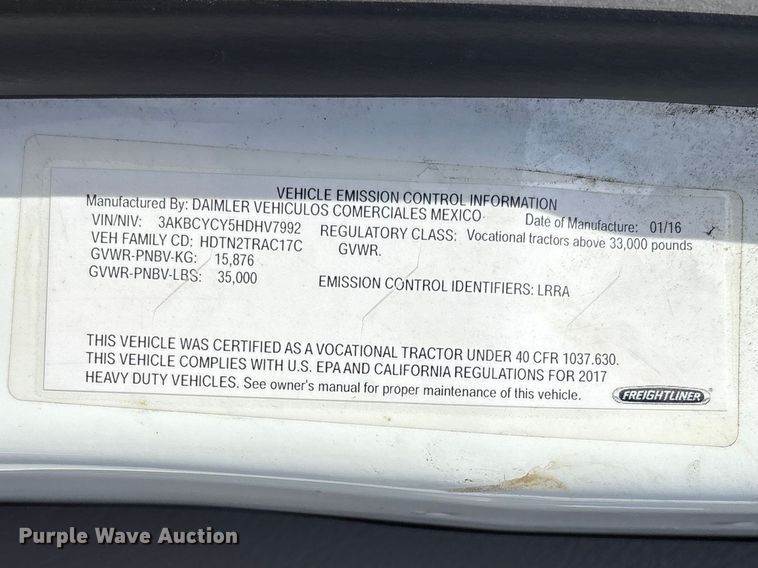 VEHICLE EMISSION CONTROL INFORMATION
Manufactured By: DAIMLER VEHICULOS COMERCIALES MEXICO Date of Manufacture: 01/16
VIN/NIV: 3AKBCYCY5HDHV7992 REGULATORY CLASS: Vocational tractors above 33,000 pounds
VEH FAMILY CD: HDTN2TRAC17C GVWR.
GVWR-PNBV-KG: 15,876
GVWR-PNBV-LBS: 35,000 EMISSION CONTROL IDENTIFIERS: LRRA
THIS VEHICLE WAS CERTIFIED AS A VOCATIONAL TRACTOR UNDER 40 CFR 1037.630.
THIS VEHICLE COMPLIES WITH U.S. EPA AND CALIFORNIA REGULATIONS FOR 2017
HEAVY DUTY VEHICLES. See owner's manual for proper maintenance of this vehicle.
FREIGHTLINER
Purple Wave Auction